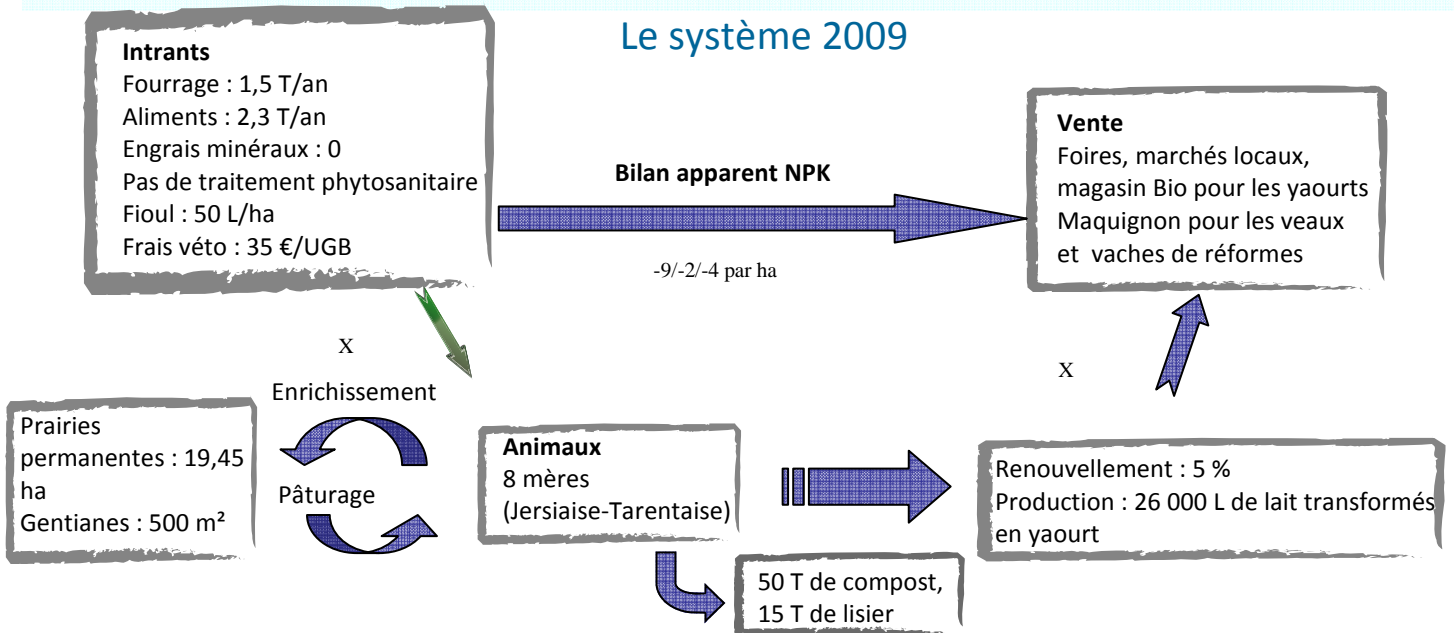 Le système 2009
Intrants
Fourrage : 1,5 T/an
Aliments : 2,3 T/an
Engrais minéraux : 0
Pas de traitement phytosanitaire
Fioul : 50 L/ha
Frais véto : 35 €/UGB
Bilan apparent NPK
-9/-2/-4 par ha
Vente
Foires, marchés locaux,
magasin Bio pour les yaourts
Maquignon pour les veaux
et vaches de réformes
X
Enrichissement
Pâturage
X
Prairies
permanentes : 19,45
ha
Gentianes : 500 m²
Animaux
8 mères
(Jersiaise-Tarentaise)
Renouvellement : 5 %
Production : 26 000 L de lait transformés
en yaourt
50 T de compost,
15 T de lisier